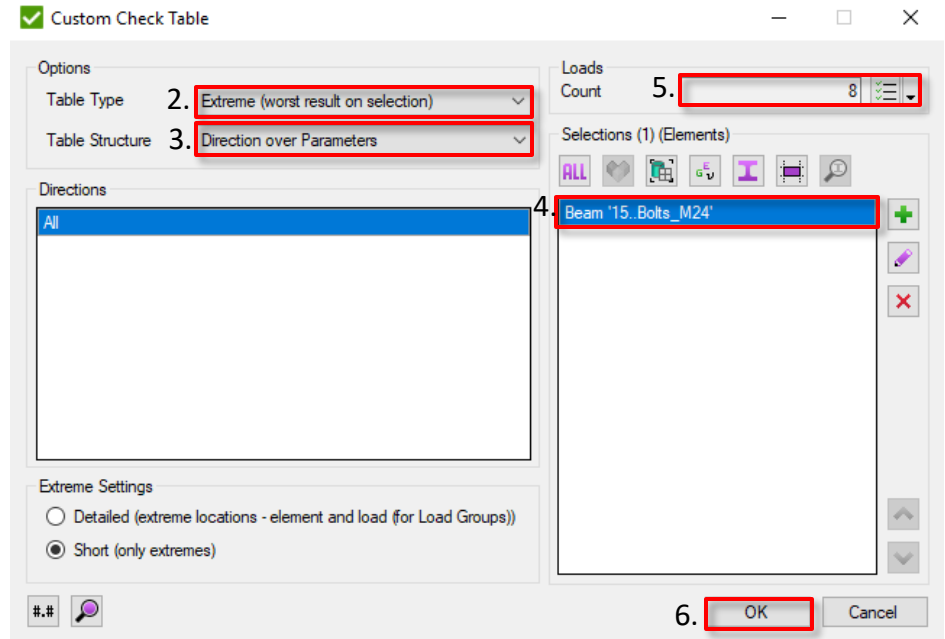 Custom Check Table
Options
Table Type 2. Extreme (worst result on selection)
Table Structure 3. Direction over Parameters
Directions
All
Extreme Settings
Detailed (extreme locations - element and load (for Load Groups))
Short (only extremes)
#.#
Loads
Count 5. 8
Selections (1) (Elements)
ALL G E ν I
4. Beam '15..Bolts_M24'
6. OK Cancel